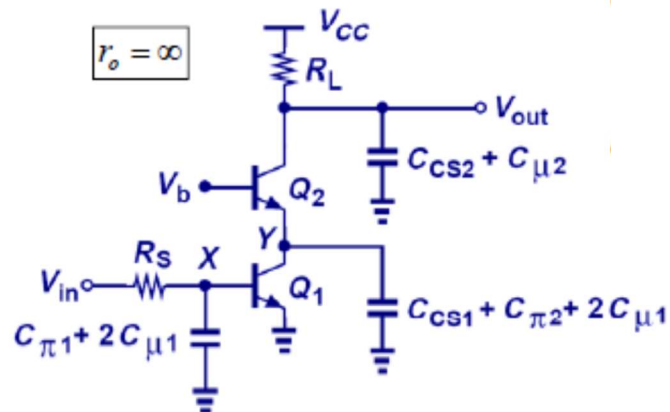 r_o = ∞
V_CC
R_L
V_out
C_CS2 + C_μ2
V_b
Q_2
Y
R_S
X
V_in
Q_1
C_π1 + 2C_μ1
C_CS1 + C_π2 + 2C_μ1